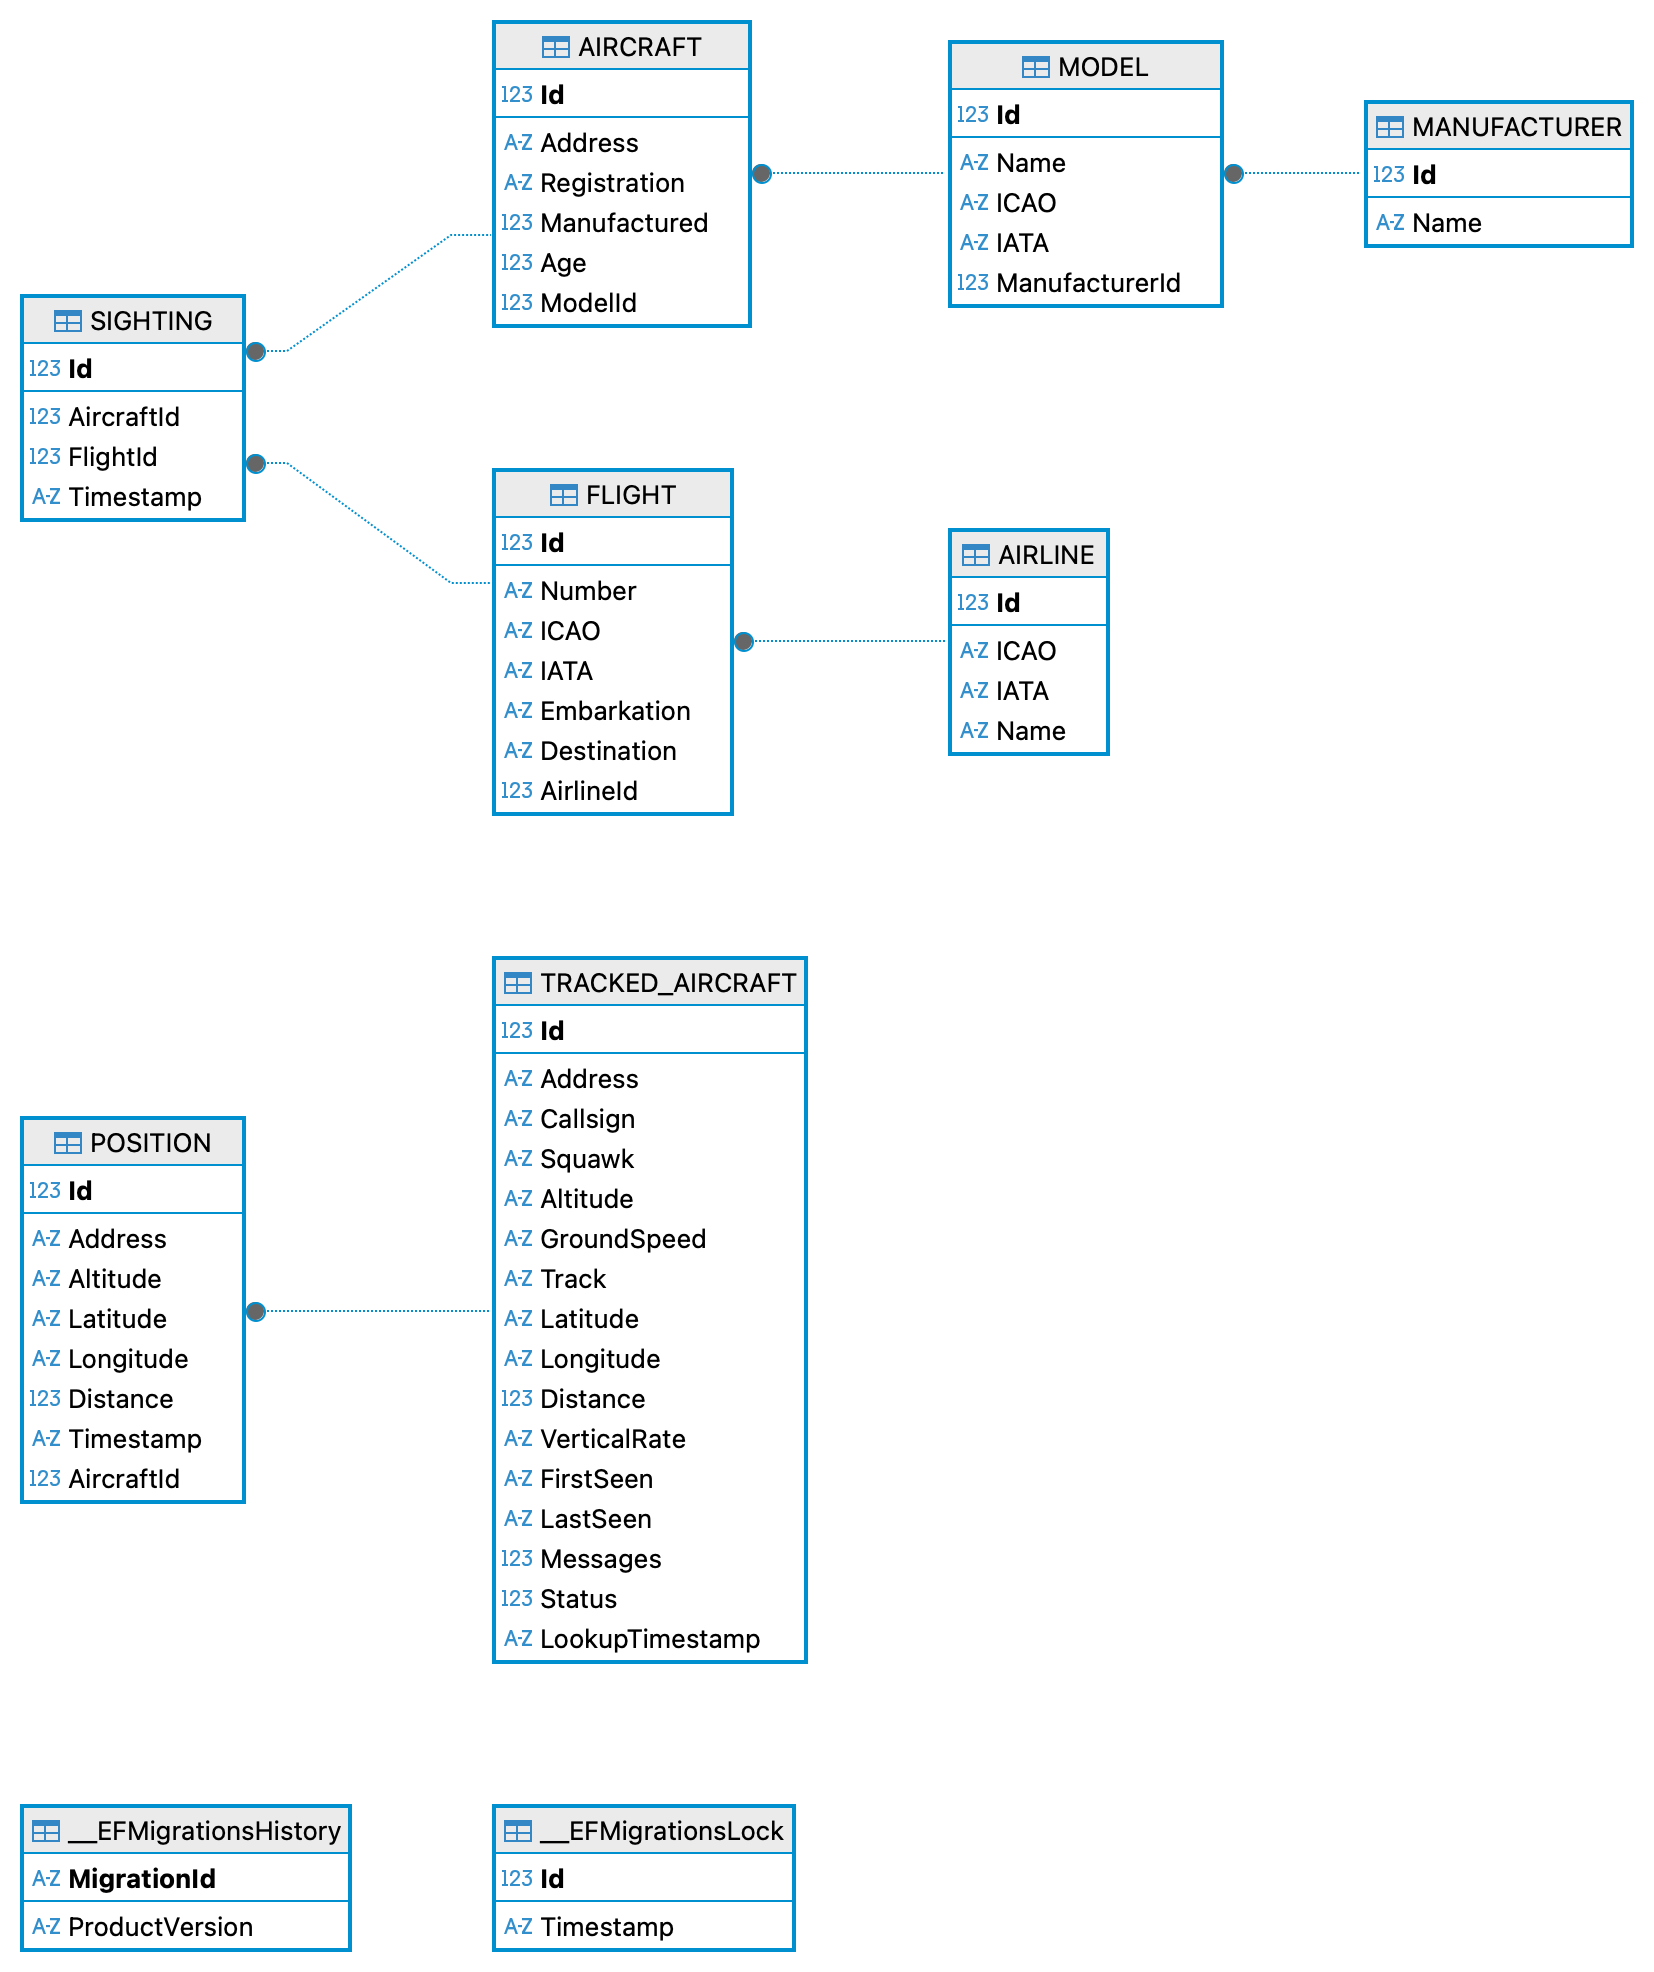 AIRCRAFT
123 Id
A-Z Address
A-Z Registration
123 Manufactured
123 Age
123 ModelId
MODEL
123 Id
A-Z Name
A-Z ICAO
A-Z IATA
123 ManufacturerId
MANUFACTURER
123 Id
A-Z Name
SIGHTING
123 Id
123 AircraftId
123 FlightId
A-Z Timestamp
FLIGHT
123 Id
A-Z Number
A-Z ICAO
A-Z IATA
A-Z Embarkation
A-Z Destination
123 AirlineId
AIRLINE
123 Id
A-Z ICAO
A-Z IATA
A-Z Name
TRACKED_AIRCRAFT
123 Id
A-Z Address
A-Z Callsign
A-Z Squawk
A-Z Altitude
A-Z GroundSpeed
A-Z Track
A-Z Latitude
A-Z Longitude
123 Distance
A-Z VerticalRate
A-Z FirstSeen
A-Z LastSeen
123 Messages
123 Status
A-Z LookupTimestamp
POSITION
123 Id
A-Z Address
A-Z Altitude
A-Z Latitude
A-Z Longitude
123 Distance
A-Z Timestamp
123 AircraftId
__EFMigrationsHistory
A-Z MigrationId
A-Z ProductVersion
__EFMigrationsLock
123 Id
A-Z Timestamp